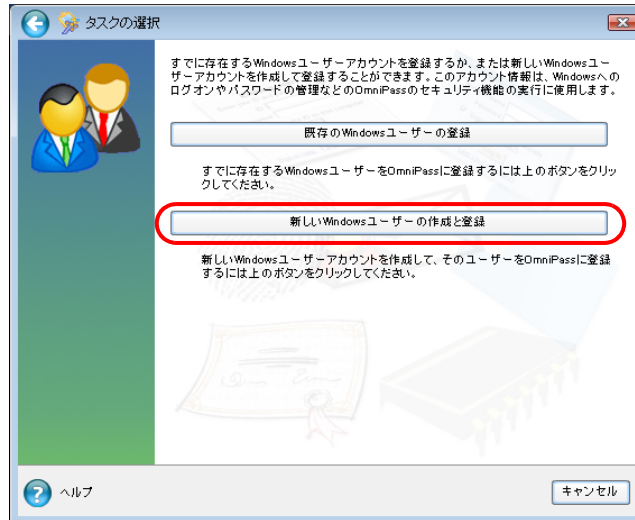 タスクの選択
すでに存在するWindowsユーザーアカウントを登録するか、または新しいWindowsユー
ザーアカウントを作成して登録することができます。このアカウント情報は、Windowsへの
ログオンやパスワードの管理などのOmniPassのセキュリティ機能の実行に使用します。
既存のWindowsユーザーの登録
すでに存在するWindowsユーザーをOmniPassに登録するには上のボタンをクリッ
クしてください。
新しいWindowsユーザーの作成と登録
新しいWindowsユーザーアカウントを作成して、そのユーザーをOmniPassに登録
するには上のボタンをクリックしてください。
ヘルプ
キャンセル